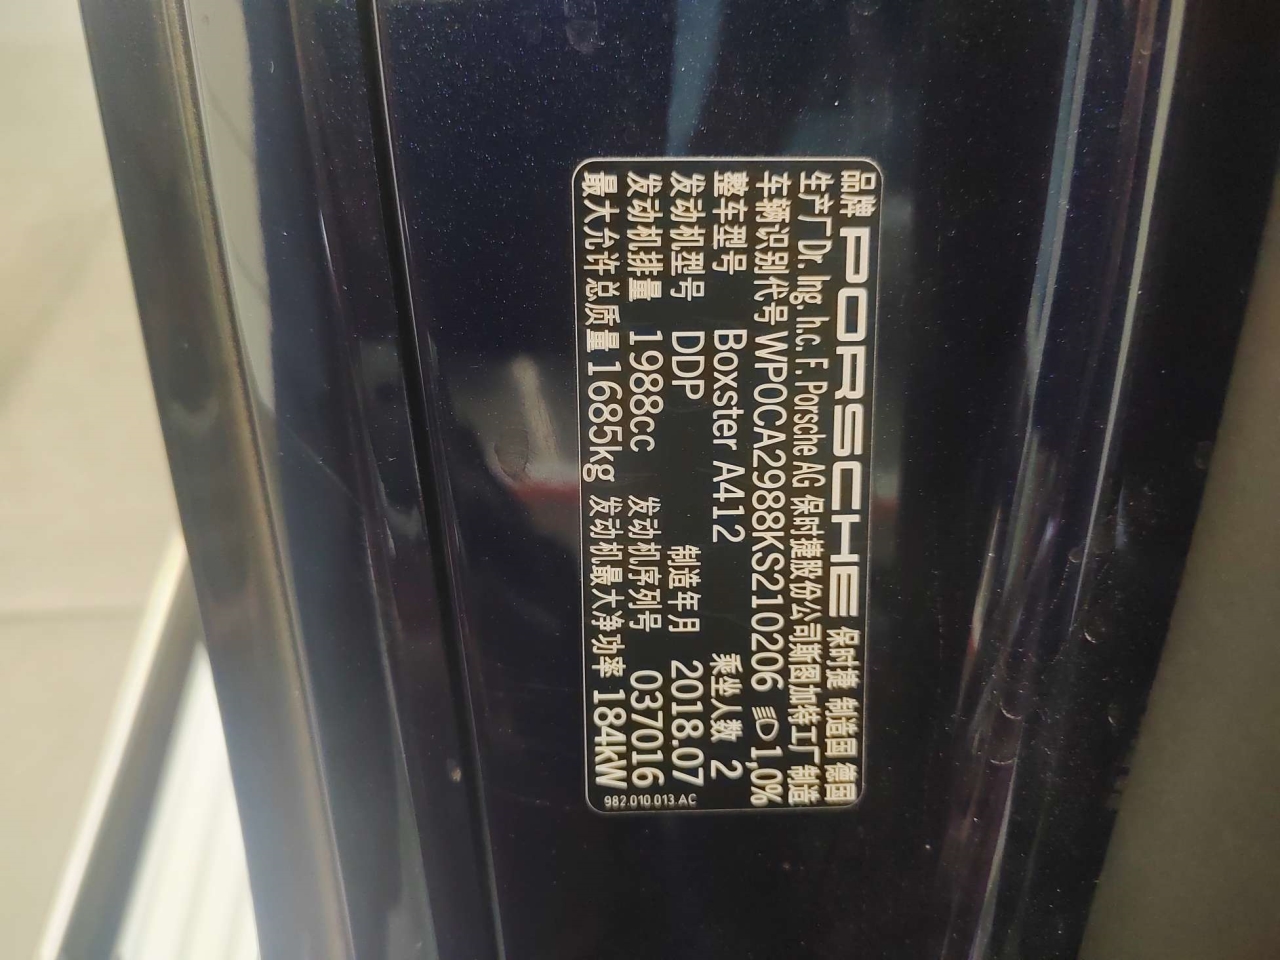 品牌 PORSCHE 保时捷 制造国 德国
生产厂 Dr. Ing. h.c. F. Porsche AG 保时捷股份公司斯图加特工厂 制造
车辆识别代号 WP0CA2988KS210206 1,0%
整车型号 Boxster A412 乘坐人数 2
发动机型号 DDP 制造年月 2018.07
发动机排量 1988cc 发动机序列号 037016
最大允许总质量 1685kg 发动机最大净功率 184kW
982.010.013.AC